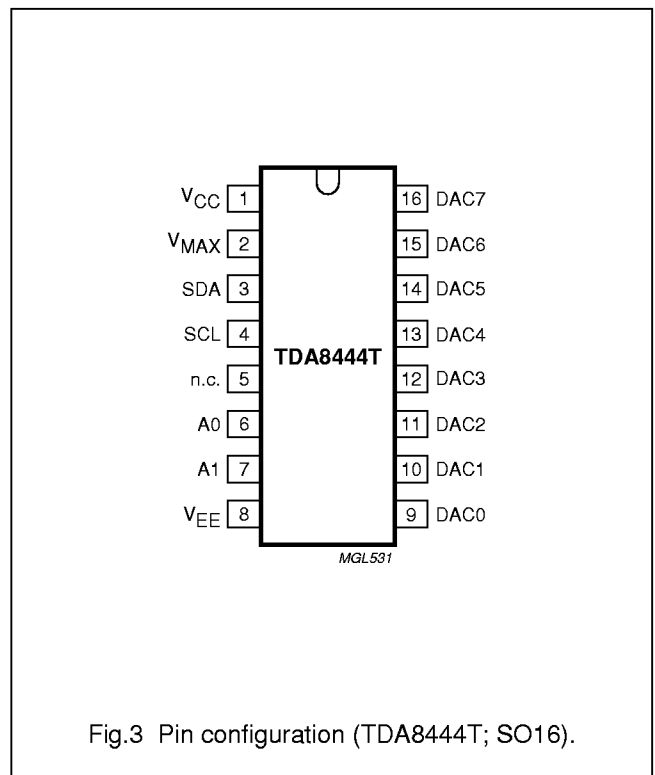 V_CC 1 16 DAC7
V_MAX 2 15 DAC6
SDA 3 14 DAC5
SCL 4 13 DAC4
TDA8444T
n.c. 5 12 DAC3
A0 6 11 DAC2
A1 7 10 DAC1
V_EE 8 9 DAC0
MGL531
Fig.3 Pin configuration (TDA8444T; SO16).